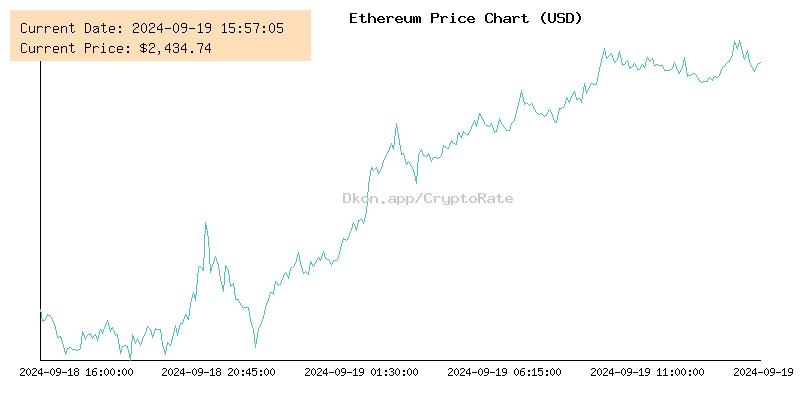 Ethereum Price Chart (USD)
Current Date: 2024-09-19 15:57:05
Current Price: $2,434.74
Dkon.app/CryptoRate
2024-09-18 16:00:00
2024-09-18 20:45:00
2024-09-19 01:30:00
2024-09-19 06:15:00
2024-09-19 11:00:00
2024-09-19